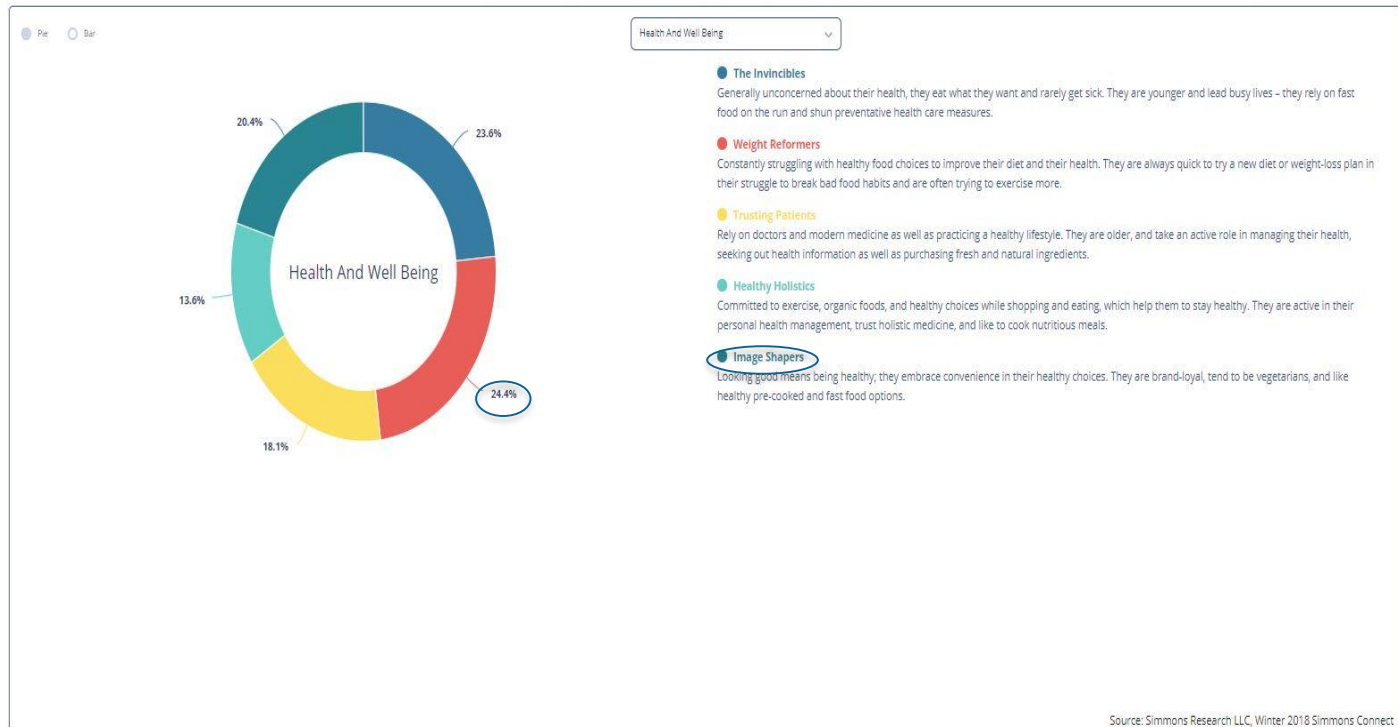 Pie
Bar
Health And Well Being
20.4%
23.6%
13.6%
Health And Well Being
24.4%
18.1%
The Invincibles
Generally unconcerned about their health, they eat what they want and rarely get sick. They are younger and lead busy lives – they rely on fast
food on the run and shun preventative health care measures.
Weight Reformers
Constantly struggling with healthy food choices to improve their diet and their health. They are always quick to try a new diet or weight-loss plan in
their struggle to break bad food habits and are often trying to exercise more.
Trusting Patients
Rely on doctors and modern medicine as well as practicing a healthy lifestyle. They are older, and take an active role in managing their health,
seeking out health information as well as purchasing fresh and natural ingredients.
Healthy Holistics
Committed to exercise, organic foods, and healthy choices while shopping and eating, which help them to stay healthy. They are active in their
personal health management, trust holistic medicine, and like to cook nutritious meals.
Image Shapers
Looking good means being healthy; they embrace convenience in their healthy choices. They are brand-loyal, tend to be vegetarians, and like
healthy pre-cooked and fast food options.
Source: Simmons Research LLC, Winter 2018 Simmons Connect